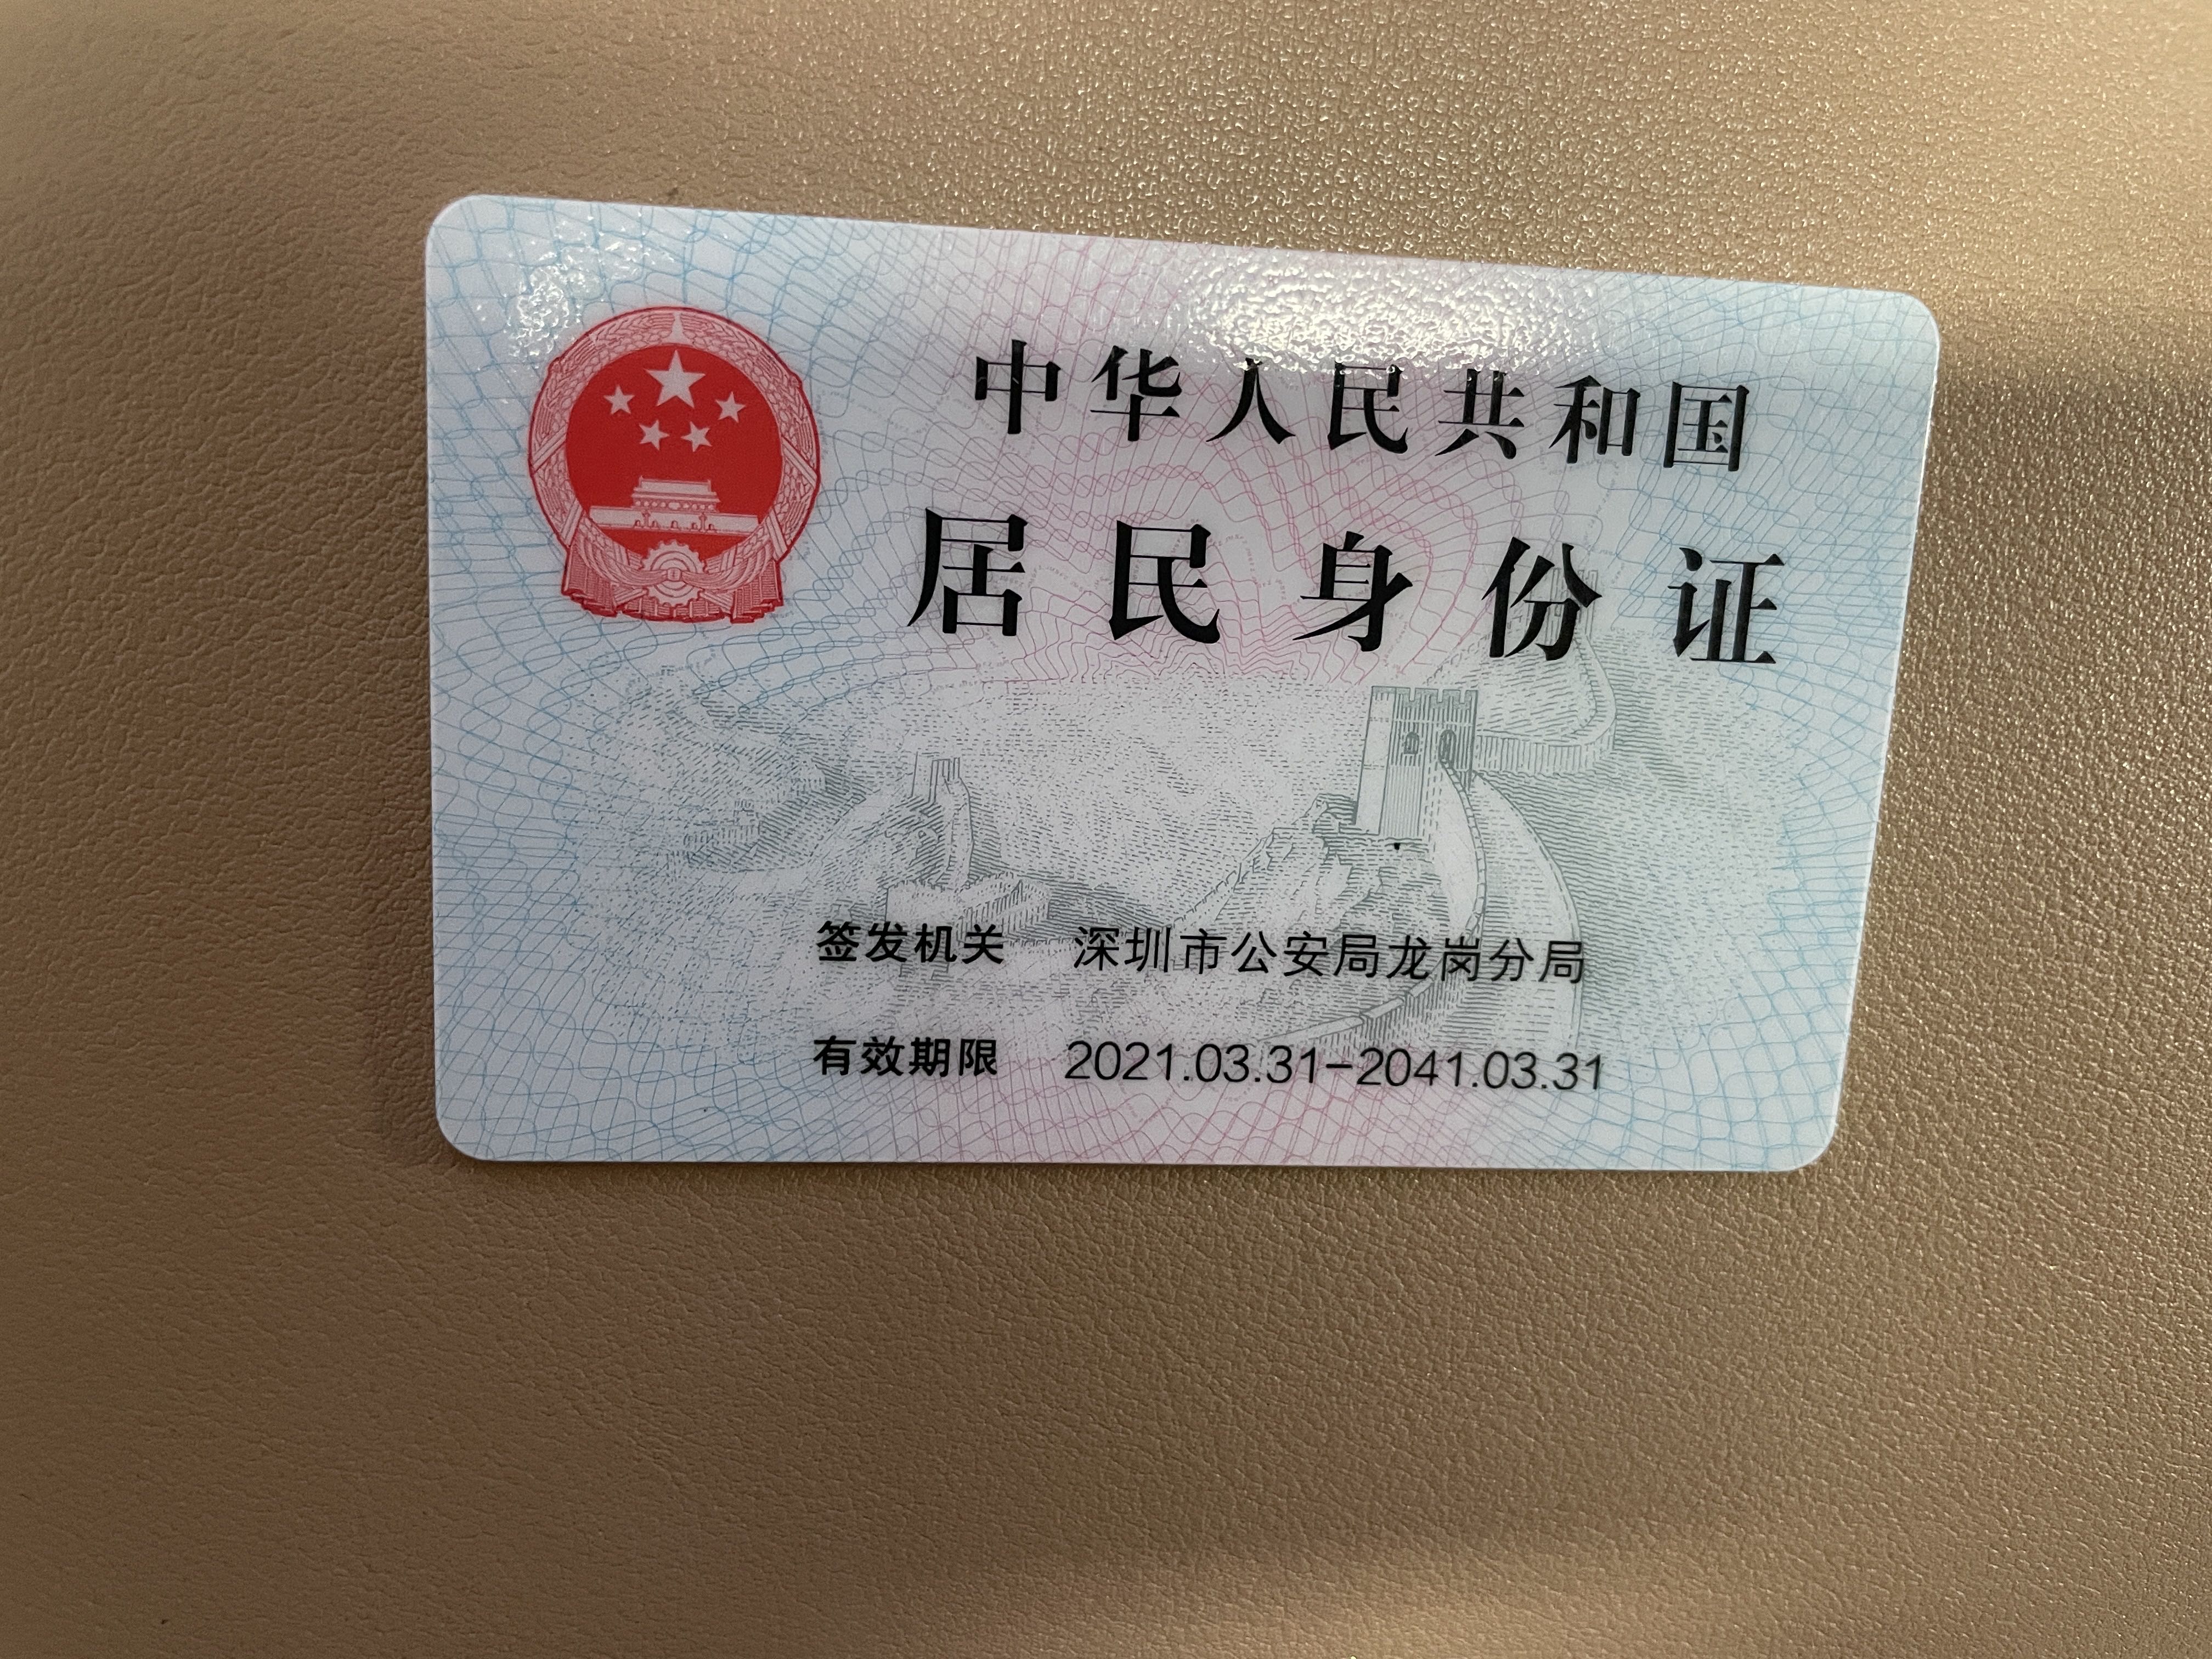 中华人民共和国
居民身份证
签发机关 深圳市公安局龙岗分局
有效期限 2021.03.31-2041.03.31